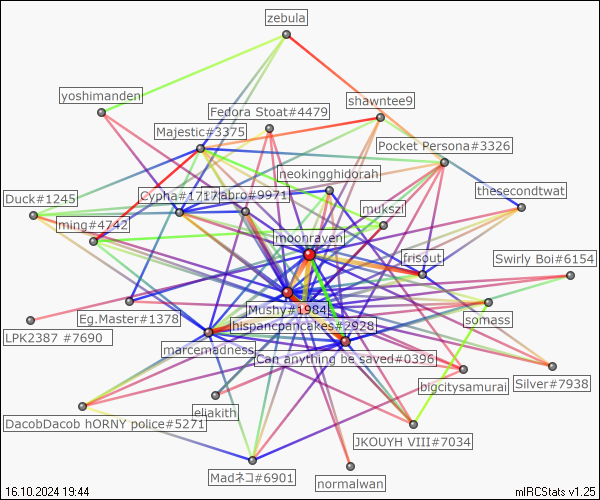 zebula
yoshimanden
shawntee9
Fedora Stoat#4479
Majestic#3375
Pocket Persona#3326
neokingghidorah
thesecondtwat
Duck#1245
Cypha#1717
abro#9971
mukszi
ming#4742
moonraven
frisout
Swirly Boi#6154
Mushy#1984
Eg.Master#1378
somass
hispancpancakes#2928
LPK2387 #7690
marcemadness
Can anything be saved#0396
bigcitysamurai
Silver#7938
eliakith
DacobDacob hORNY police#5271
JKOUYH VIII#7034
Madネコ#6901
normalwan
16.10.2024 19:44
mIRCStats v1.25